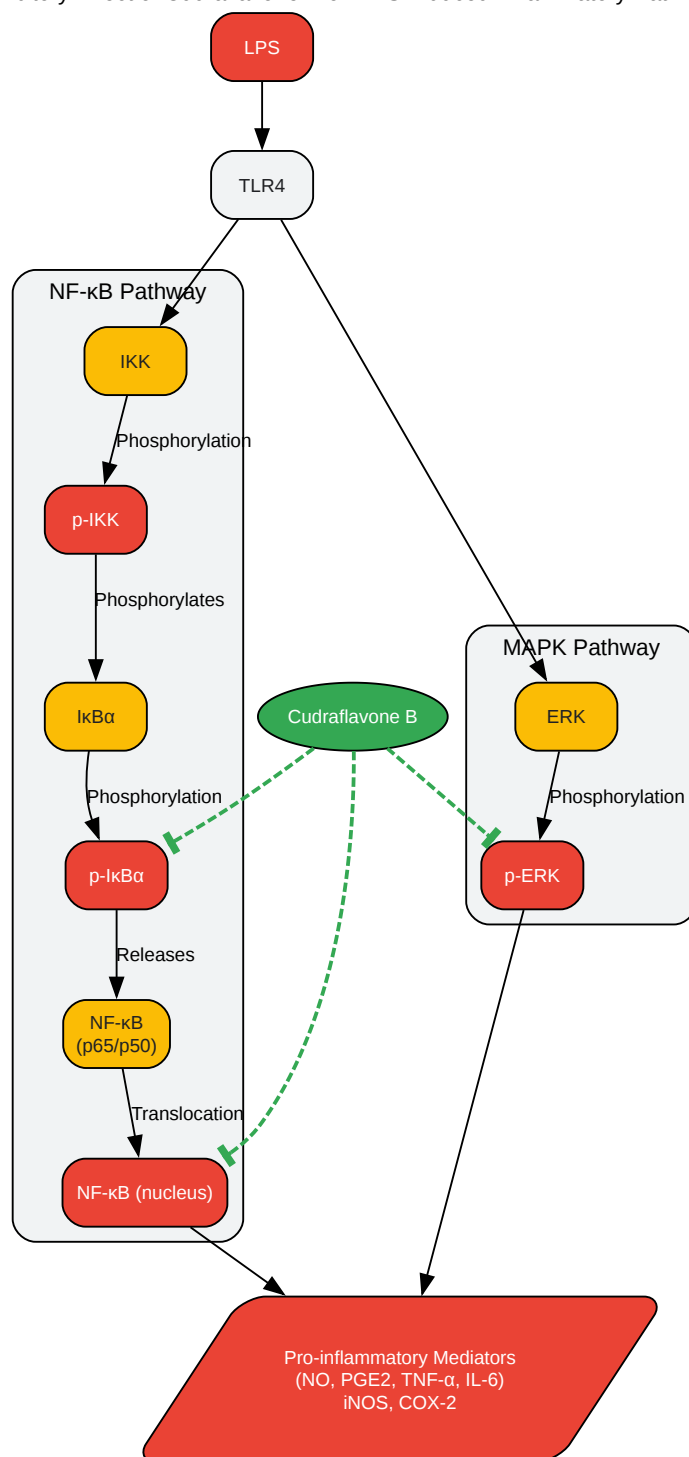 LPS
TLR4
NF-κB Pathway
IKK
Phosphorylation
p-IKK
Phosphorylates
MAPK Pathway
IκBα
Cudraflavone B
ERK
Phosphorylation
Phosphorylation
p-IκBα
p-ERK
Releases
NF-κB
(p65/p50)
Translocation
NF-κB (nucleus)
Pro-inflammatory Mediators
(NO, PGE2, TNF-α, IL-6)
iNOS, COX-2